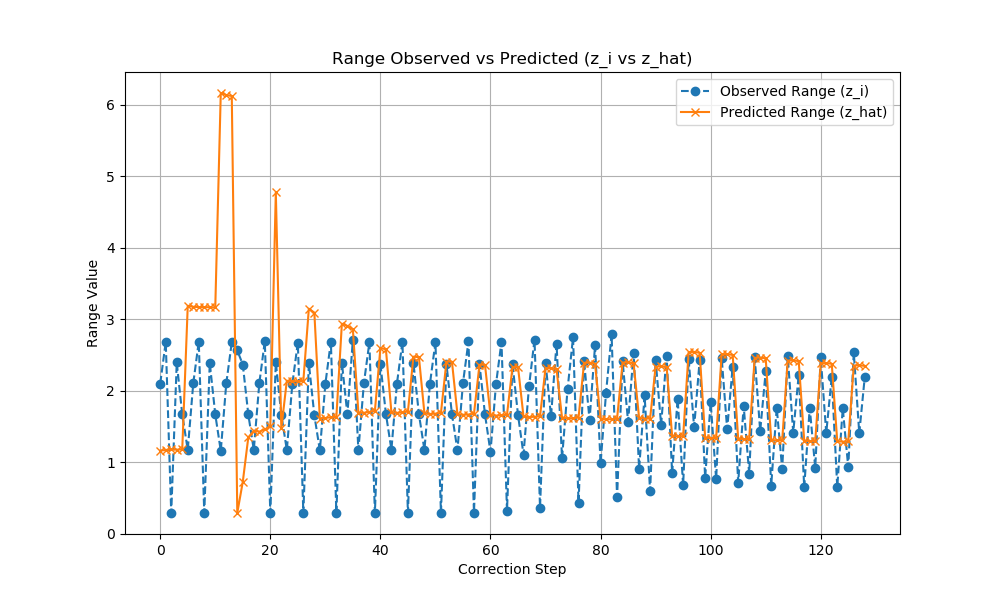 Range Observed vs Predicted (z_i vs z_hat)
Observed Range (z_i)
Predicted Range (z_hat)
Range Value
6
5
4
3
2
1
0
0 20 40 60 80 100 120
Correction Step